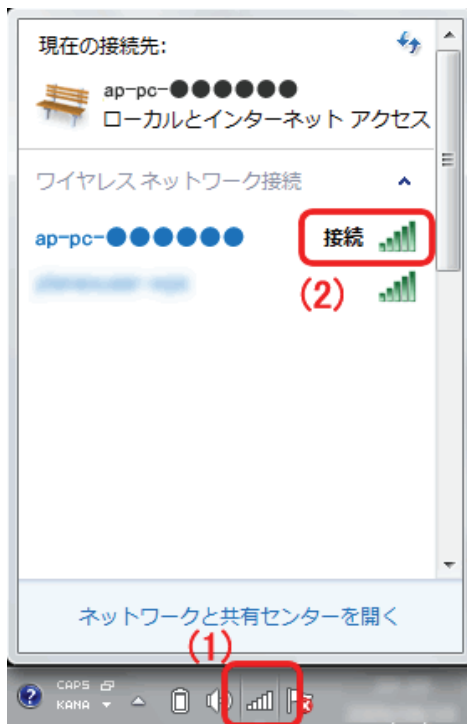 現在の接続先:
ap-pc-●●●●●●
ローカルとインターネット アクセス
ワイヤレス ネットワーク接続
ap-pc-●●●●●● 接続
(2)
ネットワークと共有センターを開く
(1)
CAPS
KANA